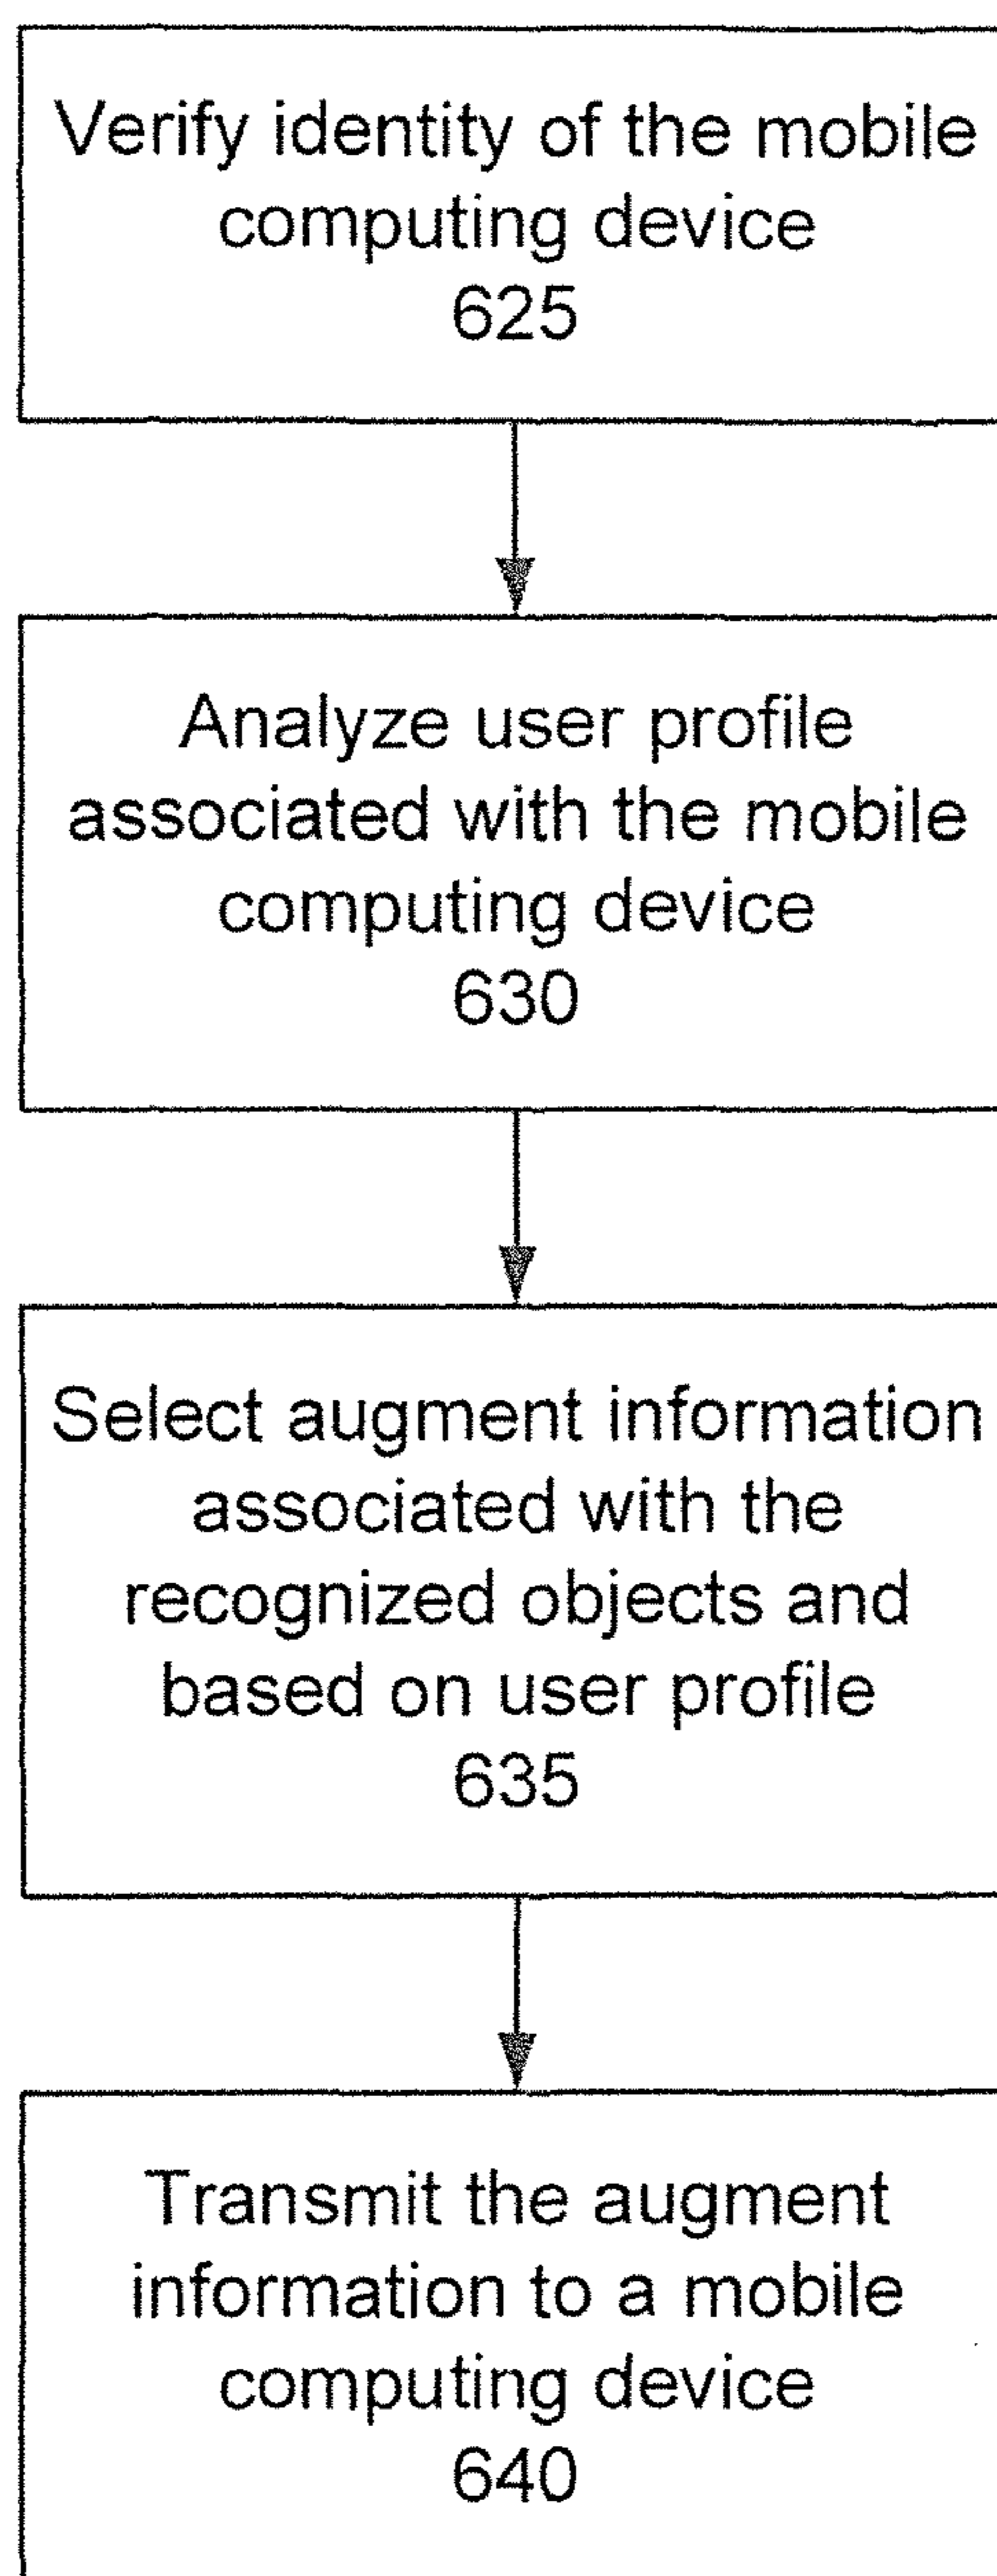 Verify identity of the mobile
computing device
625
Analyze user profile
associated with the mobile
computing device
630
Select augment information
associated with the
recognized objects and
based on user profile
635
Transmit the augment
information to a mobile
computing device
640